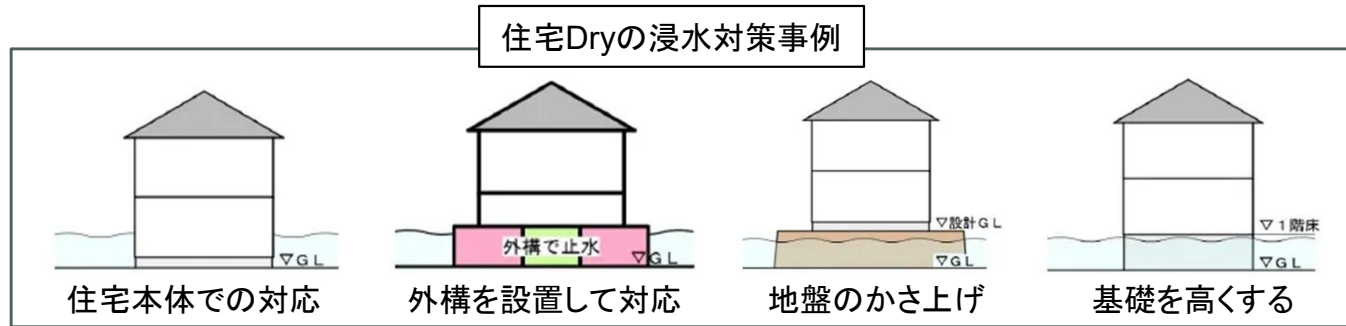 住宅Dryの浸水対策事例
▽GL
住宅本体での対応
外構で止水
▽GL
外構を設置して対応
▽設計GL
▽GL
地盤のかさ上げ
▽1階床
▽GL
基礎を高くする